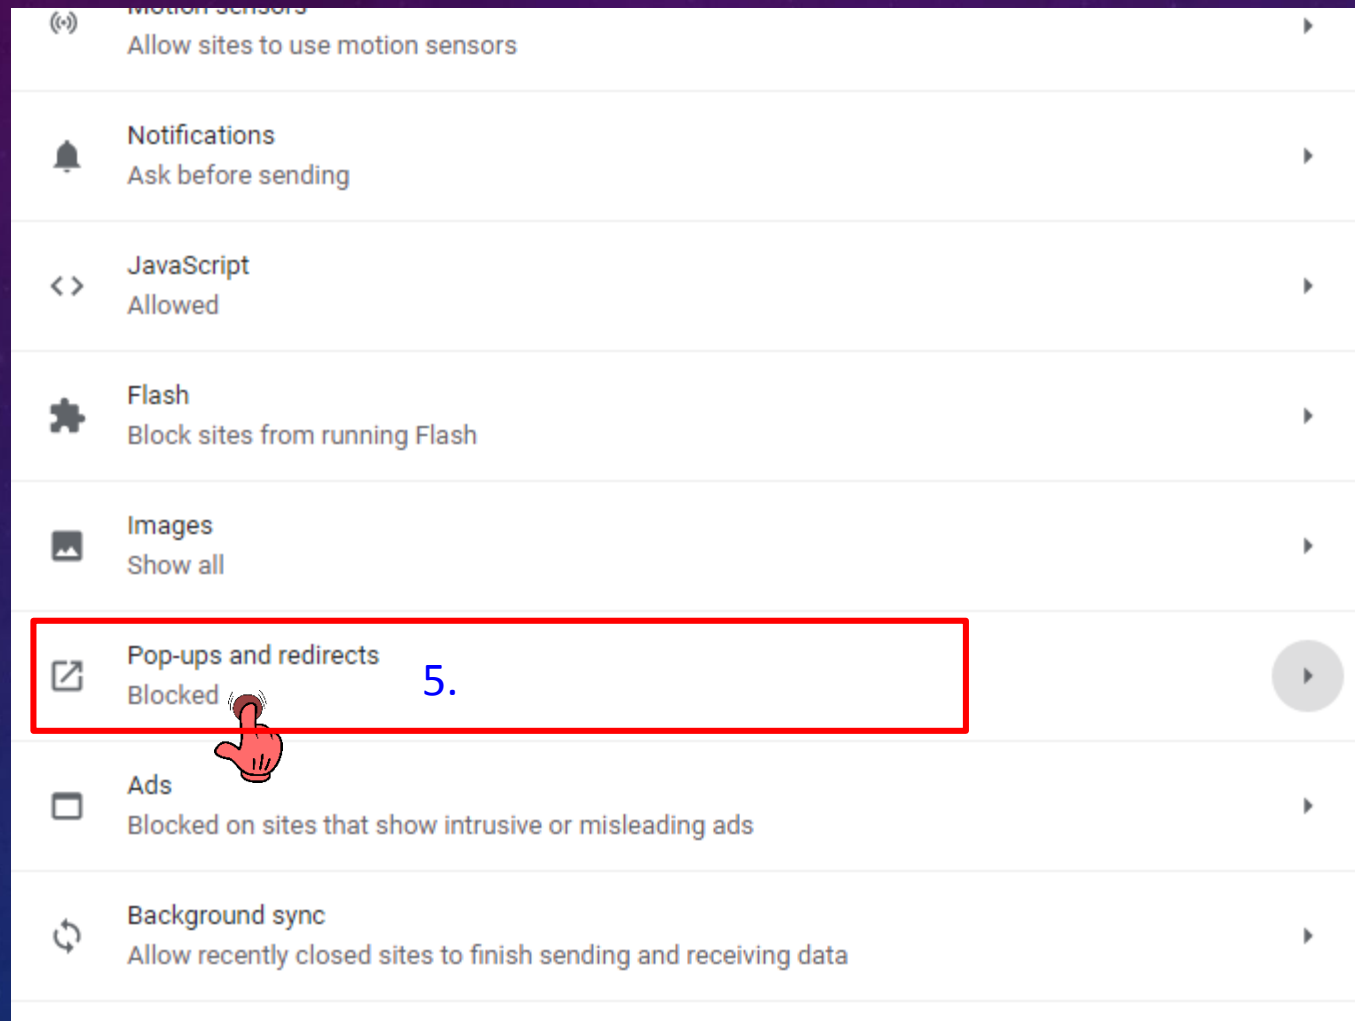 Motion sensors
Allow sites to use motion sensors
Notifications
Ask before sending
JavaScript
Allowed
Flash
Block sites from running Flash
Images
Show all
Pop-ups and redirects
Blocked
5.
Ads
Blocked on sites that show intrusive or misleading ads
Background sync
Allow recently closed sites to finish sending and receiving data